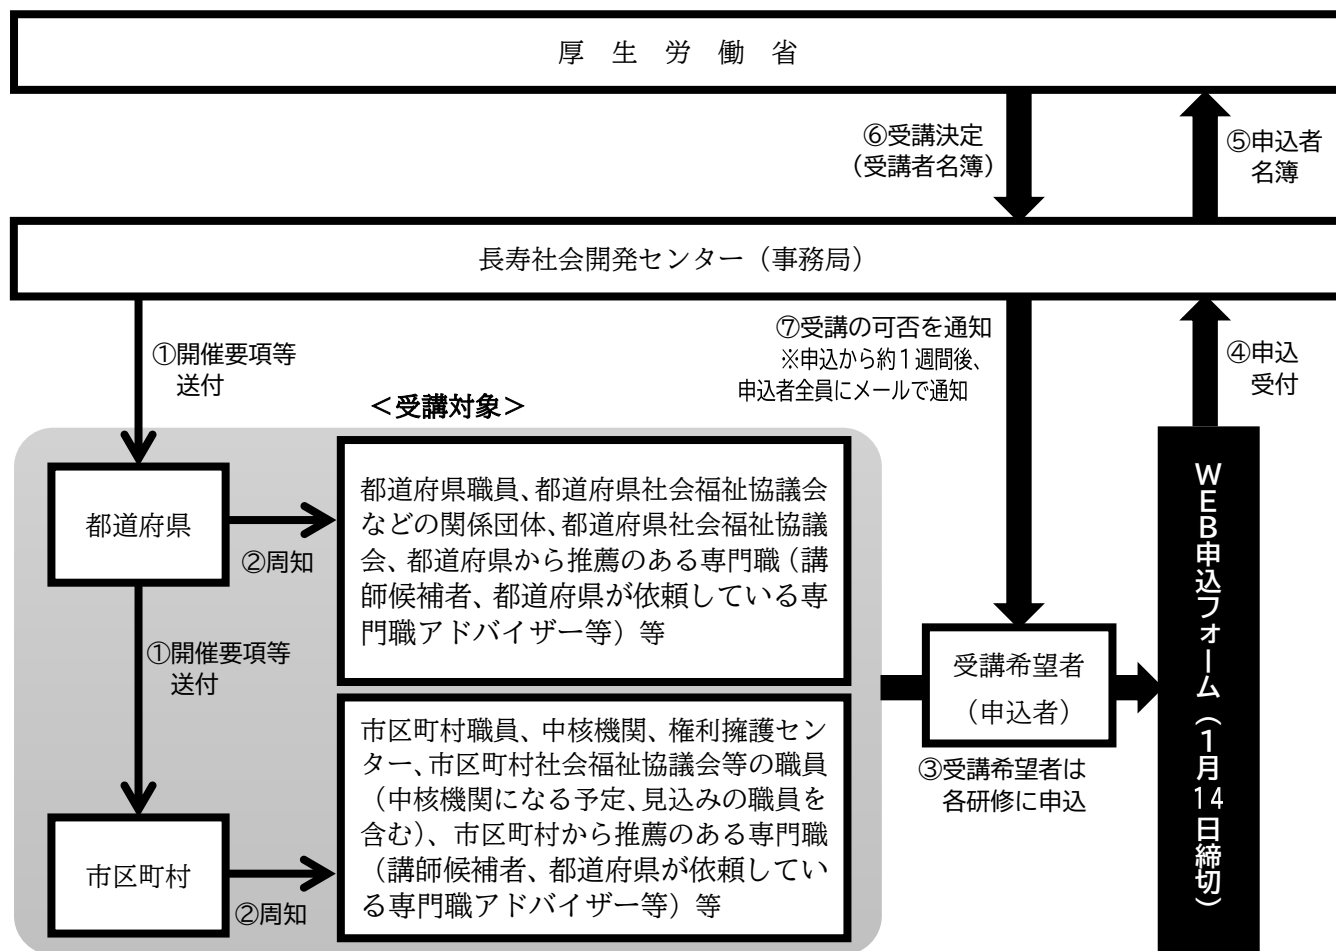 厚生労働省
⑥受講決定
（受講者名簿）
⑤申込者
名簿
長寿社会開発センター（事務局）
①開催要項等
送付
⑦受講の可否を通知
※申込から約１週間後、
申込者全員にメールで通知
④申込
受付
＜受講対象＞
都道府県
②周知
都道府県職員、都道府県社会福祉協議会
などの関係団体、都道府県社会福祉協議
会、都道府県から推薦のある専門職（講
師候補者、都道府県が依頼している専
門職アドバイザー等）等
①開催要項等
送付
市区町村
②周知
市区町村職員、中核機関、権利擁護セン
ター、市区町村社会福祉協議会等の職員
（中核機関になる予定、見込みの職員を
含む）、市区町村から推薦のある専門職
（講師候補者、都道府県が依頼してい
る専門職アドバイザー等）等
受講希望者
（申込者）
③受講希望者は
各研修に申込
ＷＥＢ申込フォーム（１月14日締切）